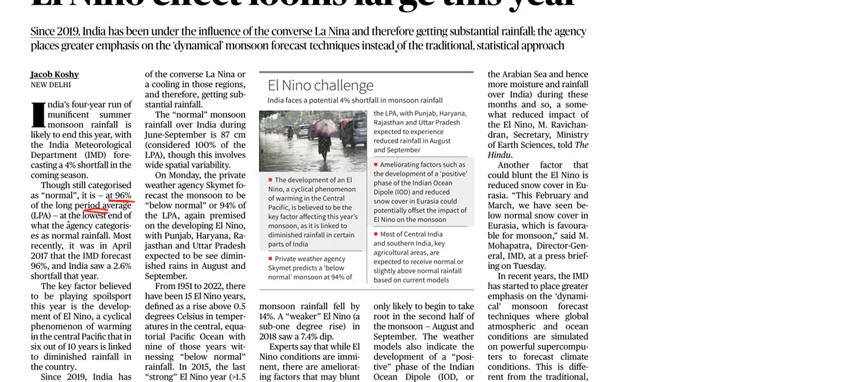 El Nino effect looms large this year
Since 2019, India has been under the influence of the converse La Nina and therefore getting substantial rainfall; the agency
places greater emphasis on the 'dynamical' monsoon forecast techniques instead of the traditional, statistical approach
Jacob Koshy
NEW DELHI
India's four-year run of
munificent summer
monsoon rainfall is
likely to end this year, with
the India Meteorological
Department (IMD) fore-
casting a 4% shortfall in the
coming season.
Though still categorised
as "normal", it is – at 96%
of the long period average
(LPA) – at the lowest end of
what the agency categoris-
es as normal rainfall. Most
recently, it was in April
2017 that the IMD forecast
96%, and India saw a 2.6%
shortfall that year.
The key factor believed
to be playing spoilsport
this year is the develop-
ment of El Nino, a cyclical
phenomenon of warming
in the central Pacific that in
six out of 10 years is linked
to diminished rainfall in
the country.
Since 2019, India has
of the converse La Nina or
a cooling in those regions,
and therefore, getting sub-
stantial rainfall.
The "normal" monsoon
rainfall over India during
June-September is 87 cm
(considered 100% of the
LPA), though this involves
wide spatial variability.
On Monday, the private
weather agency Skymet fo-
recast the monsoon to be
"below normal" or 94% of
the LPA, again premised
on the developing El Nino,
with Punjab, Haryana, Ra-
jasthan and Uttar Pradesh
expected to be seeing dimin-
ished rains in August and
September.
From 1951 to 2022, there
have been 15 El Nino years,
defined as a rise above 0.5
degrees Celsius in temper-
atures in the central, equa-
torial Pacific Ocean with
nine of those years wit-
nessing "below normal"
rainfall. In 2015, the last
"strong" El Nino year (>1.5
El Nino challenge
India faces a potential 4% shortfall in monsoon rainfall
The development of an El
Nino, a cyclical phenomenon
of warming in the Central
Pacific, is believed to be the
key factor affecting this year's
monsoon, as it is linked to
diminished rainfall in certain
parts of India
Private weather agency
Skymet predicts a 'below
normal' monsoon at 94% of
the LPA, with Punjab, Haryana,
Rajasthan and Uttar Pradesh
expected to experience
reduced rainfall in August
and September
Ameliorating factors such as
the development of a 'positive'
phase of the Indian Ocean
Dipole (IOD) and reduced
snow cover in Eurasia could
potentially offset the impact of
El Nino on the monsoon
Most of Central India
and southern India, key
agricultural areas, are
expected to receive normal or
slightly above normal rainfall
based on current models
monsoon rainfall fell by
14%. A "weaker" El Nino (a
sub-one degree rise) in
2018 saw a 7.4% dip.
Experts say that while El
Nino conditions are immi-
nent, there are ameliorat-
ing factors that may blunt
only likely to begin to take
root in the second half of
the monsoon – August and
September. The weather
models also indicate the
development of a "posi-
tive" phase of the Indian
Ocean Dipole (IOD, or
the Arabian Sea and hence
more moisture and rainfall
over India) during these
months and so, a some-
what reduced impact of
the El Nino, M. Ravichan-
dran, Secretary, Ministry
of Earth Sciences, told The
Hindu.
Another factor that
could blunt the El Nino is
reduced snow cover in Eu-
rasia. "This February and
March, we have seen be-
low normal snow cover in
Eurasia, which is favoura-
ble for monsoon," said M.
Mohapatra, Director-Gen-
eral, IMD, at a press brief-
ing on Tuesday.
In recent years, the IMD
has started to place greater
emphasis on the 'dynami-
cal' monsoon forecast
techniques where global
atmospheric and ocean
conditions are simulated
on powerful supercompu-
ters to forecast climate
conditions. This is diffe-
rent from the traditional,